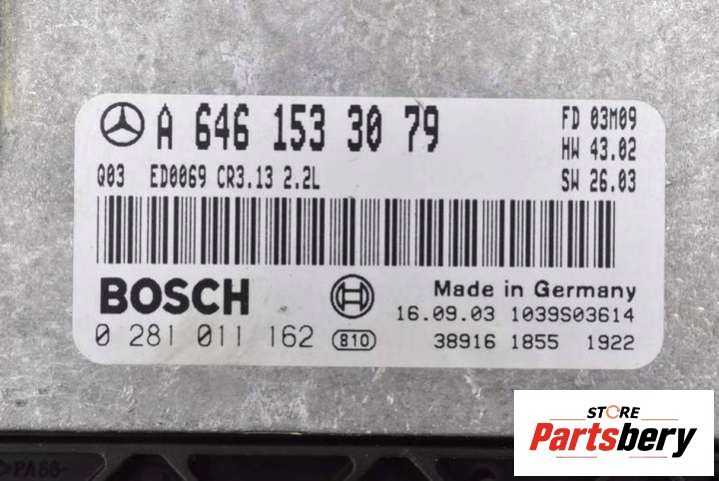 A 646 153 30 79
FD 03M09
HW 43.02
Q03 ED0069 CR3.13 2.2L
SW 26.03
BOSCH
Made in Germany
16.09.03 1039S03614
0 281 011 162 810
38916 1855 1922
>PA66-
STORE
Partsbery